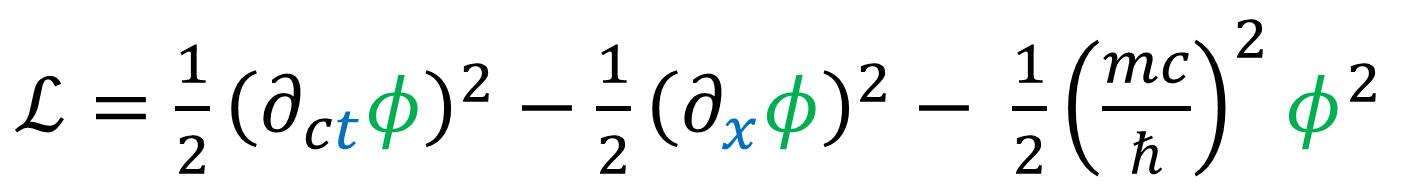 ℒ = 1/2 (∂_{ct}ϕ)² − 1/2 (∂_xϕ)² − 1/2 (mc/ℏ)² ϕ²